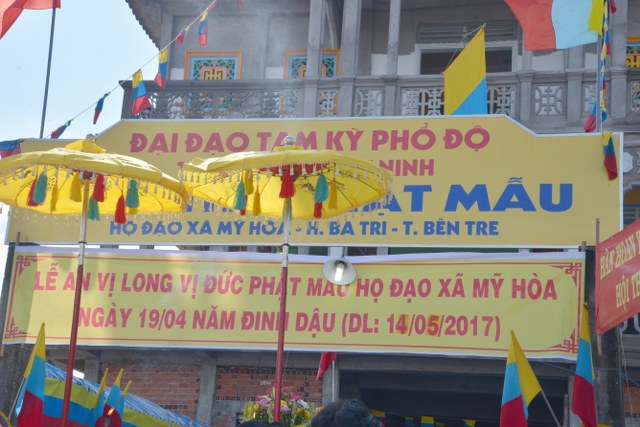 ĐẠI ĐẠO TAM KỲ PHỔ ĐỘ
NINH
MẪU
HỌ ĐẠO XÃ MỸ HÒA - H. BA TRI - T. BẾN TRE
LỄ AN VỊ LONG VỊ ĐỨC PHẬT MẪU HỌ ĐẠO XÃ MỸ HÒA
NGÀY 19/04 NĂM ĐINH DẬU (DL: 14/05/2017)